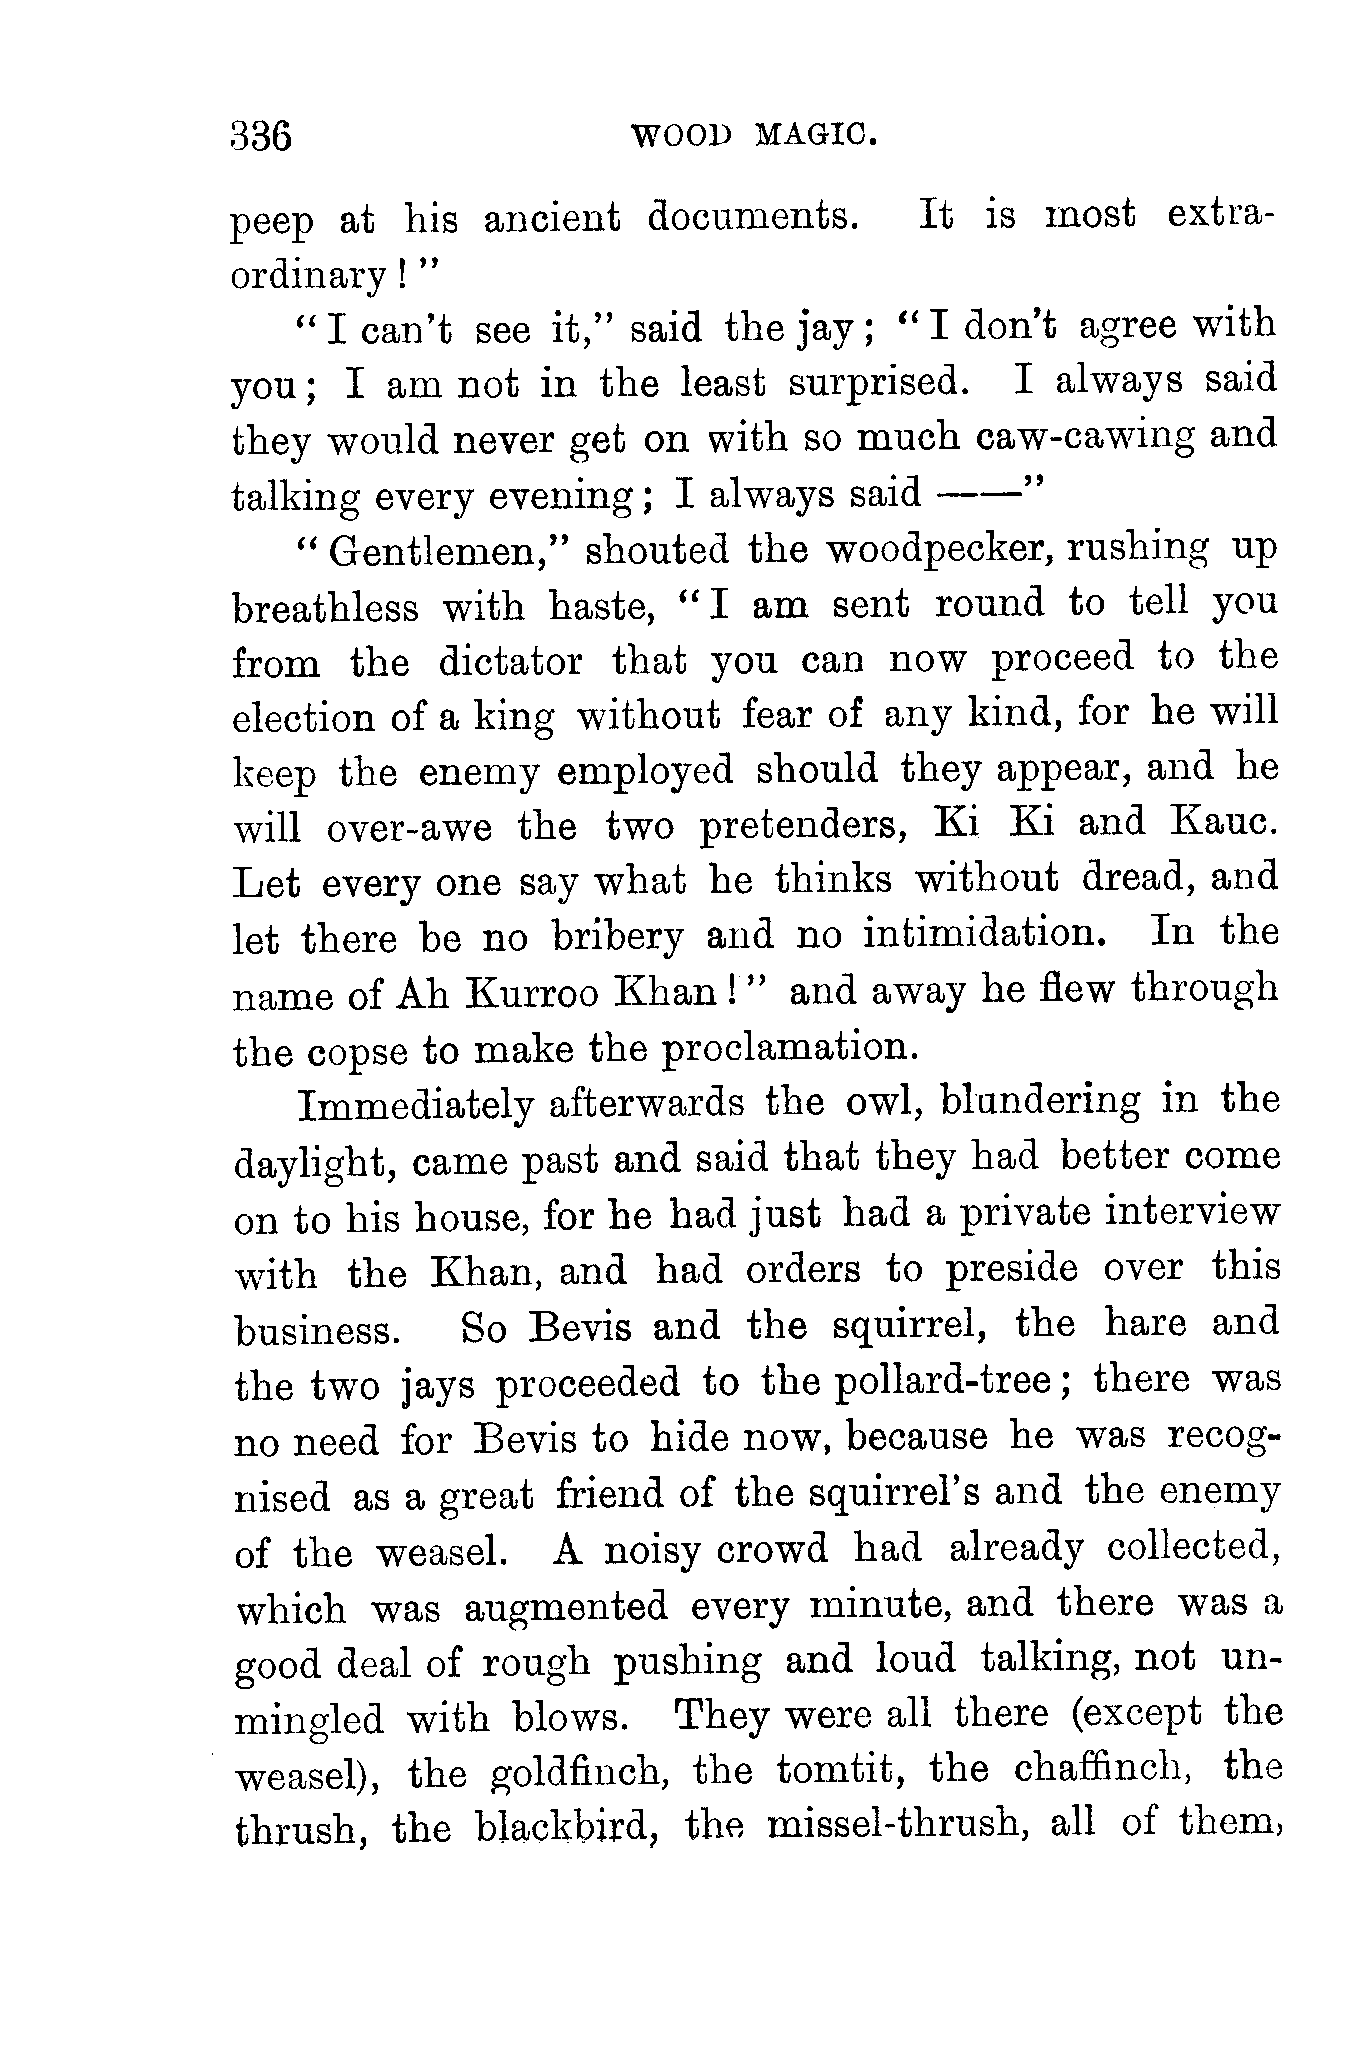 336 WOOD MAGIC.
peep at his ancient documents. It is most extra-
ordinary ! "
" I can't see it," said the jay ; " I don't agree with
you ; I am not in the least surprised. I always said
they would never get on with so much caw-cawing and
talking every evening ; I always said ——"
" Gentlemen," shouted the woodpecker, rushing up
breathless with haste, " I am sent round to tell you
from the dictator that you can now proceed to the
election of a king without fear of any kind, for he will
keep the enemy employed should they appear, and he
will over-awe the two pretenders, Ki Ki and Kauc.
Let every one say what he thinks without dread, and
let there be no bribery and no intimidation. In the
name of Ah Kurroo Khan ! " and away he flew through
the copse to make the proclamation.
Immediately afterwards the owl, blundering in the
daylight, came past and said that they had better come
on to his house, for he had just had a private interview
with the Khan, and had orders to preside over this
business. So Bevis and the squirrel, the hare and
the two jays proceeded to the pollard-tree ; there was
no need for Bevis to hide now, because he was recog-
nised as a great friend of the squirrel's and the enemy
of the weasel. A noisy crowd had already collected,
which was augmented every minute, and there was a
good deal of rough pushing and loud talking, not un-
mingled with blows. They were all there (except the
weasel), the goldfinch, the tomtit, the chaffinch, the
thrush, the blackbird, the missel-thrush, all of them,